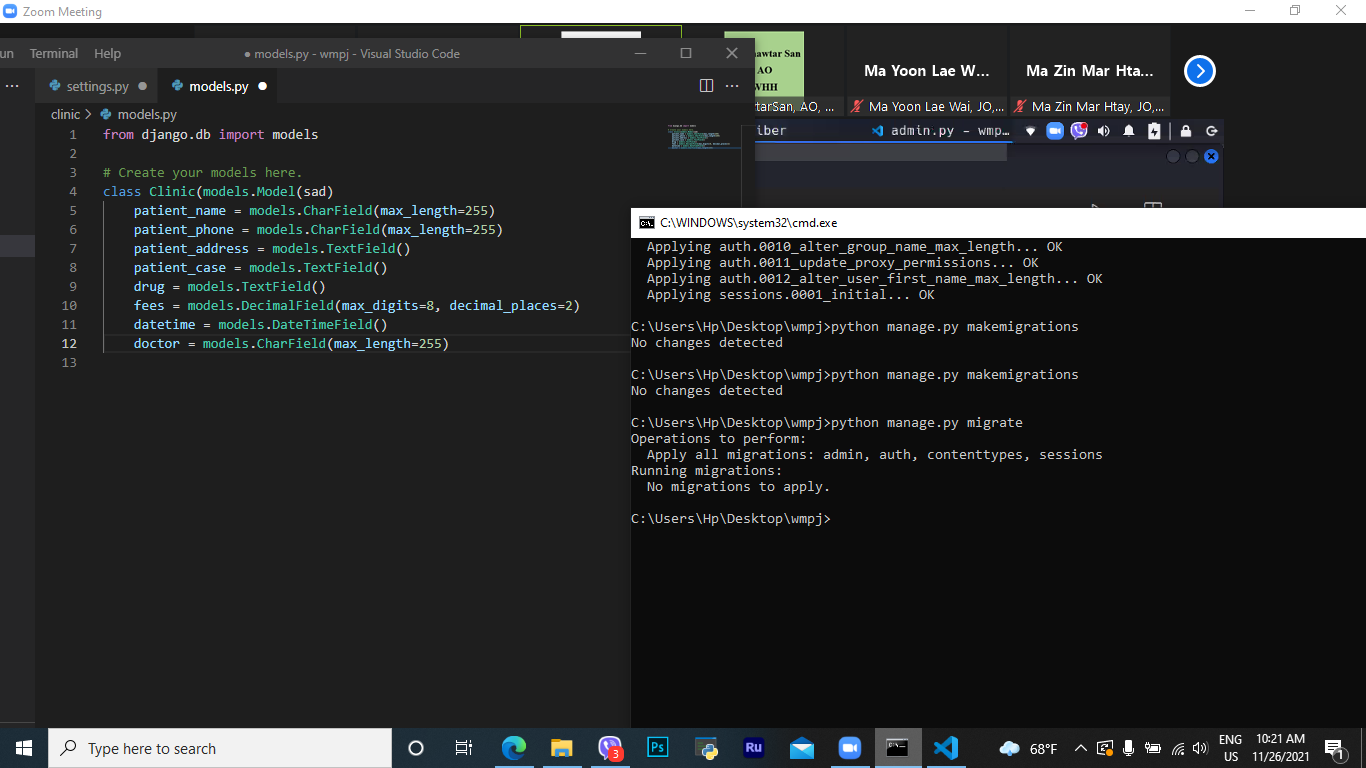 Zoom Meeting
un Terminal Help
● models.py - wmpj - Visual Studio Code
settings.py
models.py
clinic > models.py
1 from django.db import models
2
3 # Create your models here.
4 class Clinic(models.Model(sad)
5 patient_name = models.CharField(max_length=255)
6 patient_phone = models.CharField(max_length=255)
7 patient_address = models.TextField()
8 patient_case = models.TextField()
9 drug = models.TextField()
10 fees = models.DecimalField(max_digits=8, decimal_places=2)
11 datetime = models.DateTimeField()
12 doctor = models.CharField(max_length=255)
13
awtar San
AO
WHH
tarSan, AO, ...
Ma Yoon Lae W...
Ma Yoon Lae Wai, JO,...
Ma Zin Mar Hta...
Ma Zin Mar Htay, JO,...
iber
admin.py - wmp...
C:\WINDOWS\system32\cmd.exe
Applying auth.0010_alter_group_name_max_length... OK
Applying auth.0011_update_proxy_permissions... OK
Applying auth.0012_alter_user_first_name_max_length... OK
Applying sessions.0001_initial... OK
C:\Users\Hp\Desktop\wmpj>python manage.py makemigrations
No changes detected
C:\Users\Hp\Desktop\wmpj>python manage.py makemigrations
No changes detected
C:\Users\Hp\Desktop\wmpj>python manage.py migrate
Operations to perform:
Apply all migrations: admin, auth, contenttypes, sessions
Running migrations:
No migrations to apply.
C:\Users\Hp\Desktop\wmpj>
Type here to search
3
Ps
Ru
68°F
ENG
US
10:21 AM
11/26/2021
1